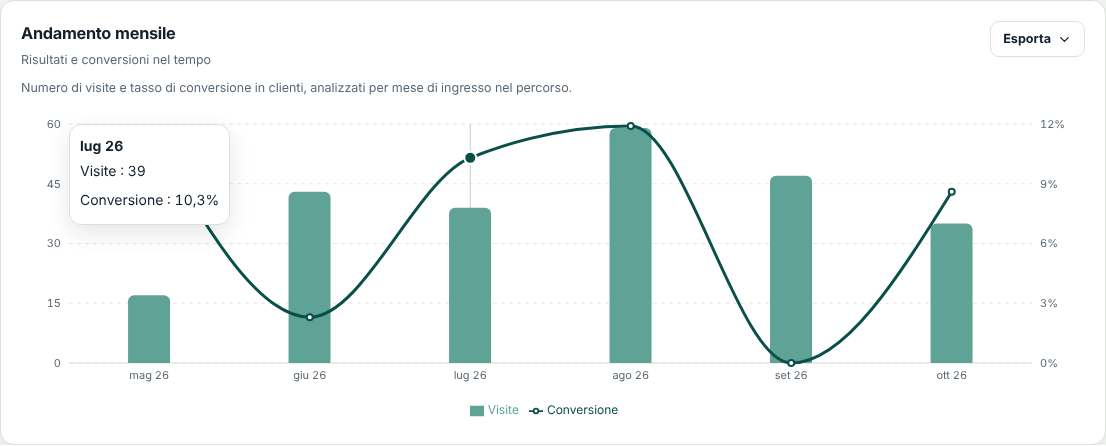 Andamento mensile
Esporta
Risultati e conversioni nel tempo
Numero di visite e tasso di conversione in clienti, analizzati per mese di ingresso nel percorso.
60
12%
lug 26
Visite : 39
Conversione : 10,3%
45
9%
30
6%
15
3%
0
0%
mag 26 giu 26 lug 26 ago 26 set 26 ott 26
Visite Conversione